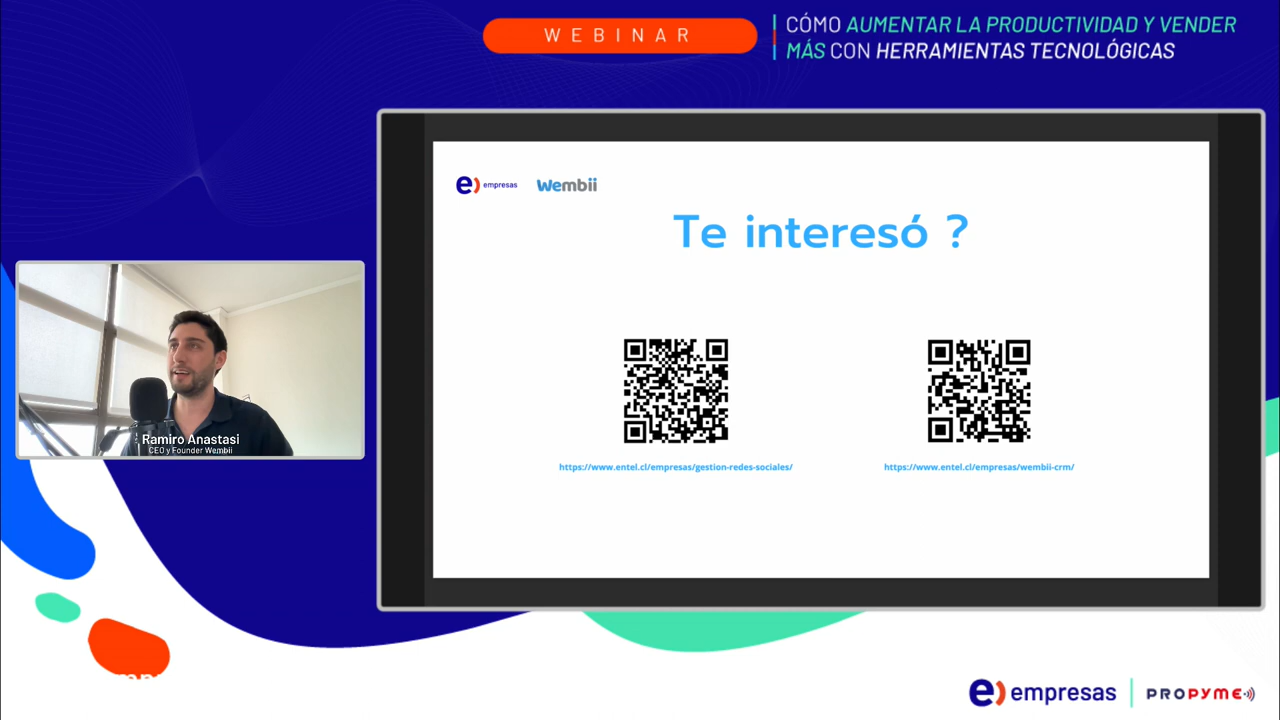 WEBINAR
CÓMO AUMENTAR LA PRODUCTIVIDAD Y VENDER
MÁS CON HERRAMIENTAS TECNOLÓGICAS
e) empresas
Wembii
Te interesó ?
https://www.entel.cl/empresas/gestion-redes-sociales/
https://www.entel.cl/empresas/wembii-crm/
Ramiro Anastasi
CEO y Founder Wembii
e) empresas
PROPYME